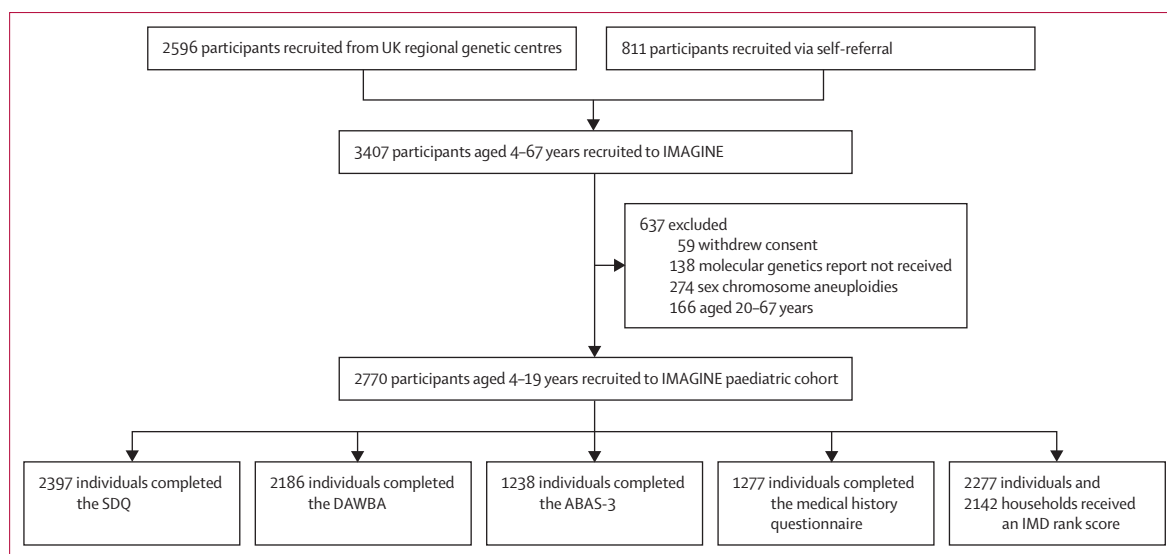 2596 participants recruited from UK regional genetic centres
811 participants recruited via self-referral
3407 participants aged 4–67 years recruited to IMAGINE
637 excluded
59 withdrew consent
138 molecular genetics report not received
274 sex chromosome aneuploidies
166 aged 20–67 years
2770 participants aged 4–19 years recruited to IMAGINE paediatric cohort
2397 individuals completed
the SDQ
2186 individuals completed
the DAWBA
1238 individuals completed
the ABAS-3
1277 individuals completed
the medical history
questionnaire
2277 individuals and
2142 households received
an IMD rank score